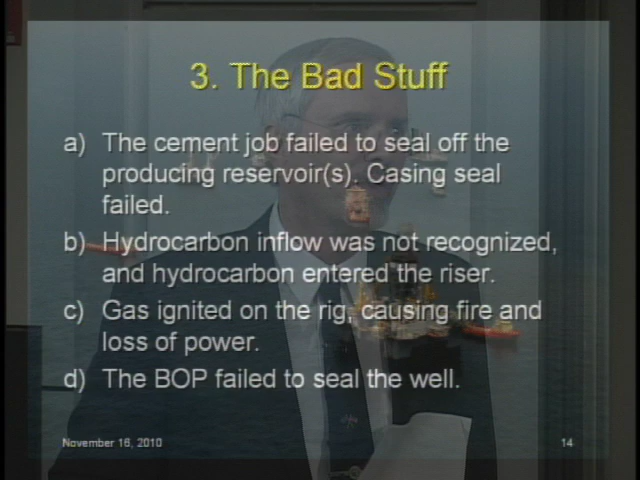 3. The Bad Stuff
a) The cement job failed to seal off the
producing reservoir(s). Casing seal
failed.
b) Hydrocarbon inflow was not recognized,
and hydrocarbon entered the riser.
c) Gas ignited on the rig, causing fire and
loss of power.
d) The BOP failed to seal the well.
November 16, 2010 14